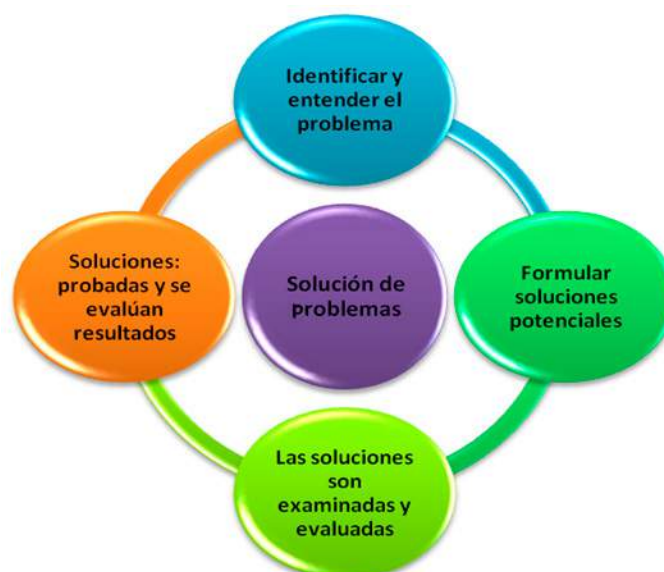 Identificar y
entender el
problema
Formular
soluciones
potenciales
Las soluciones
son
examinadas y
evaluadas
Soluciones:
probadas y se
evalúan
resultados
Solución de
problemas